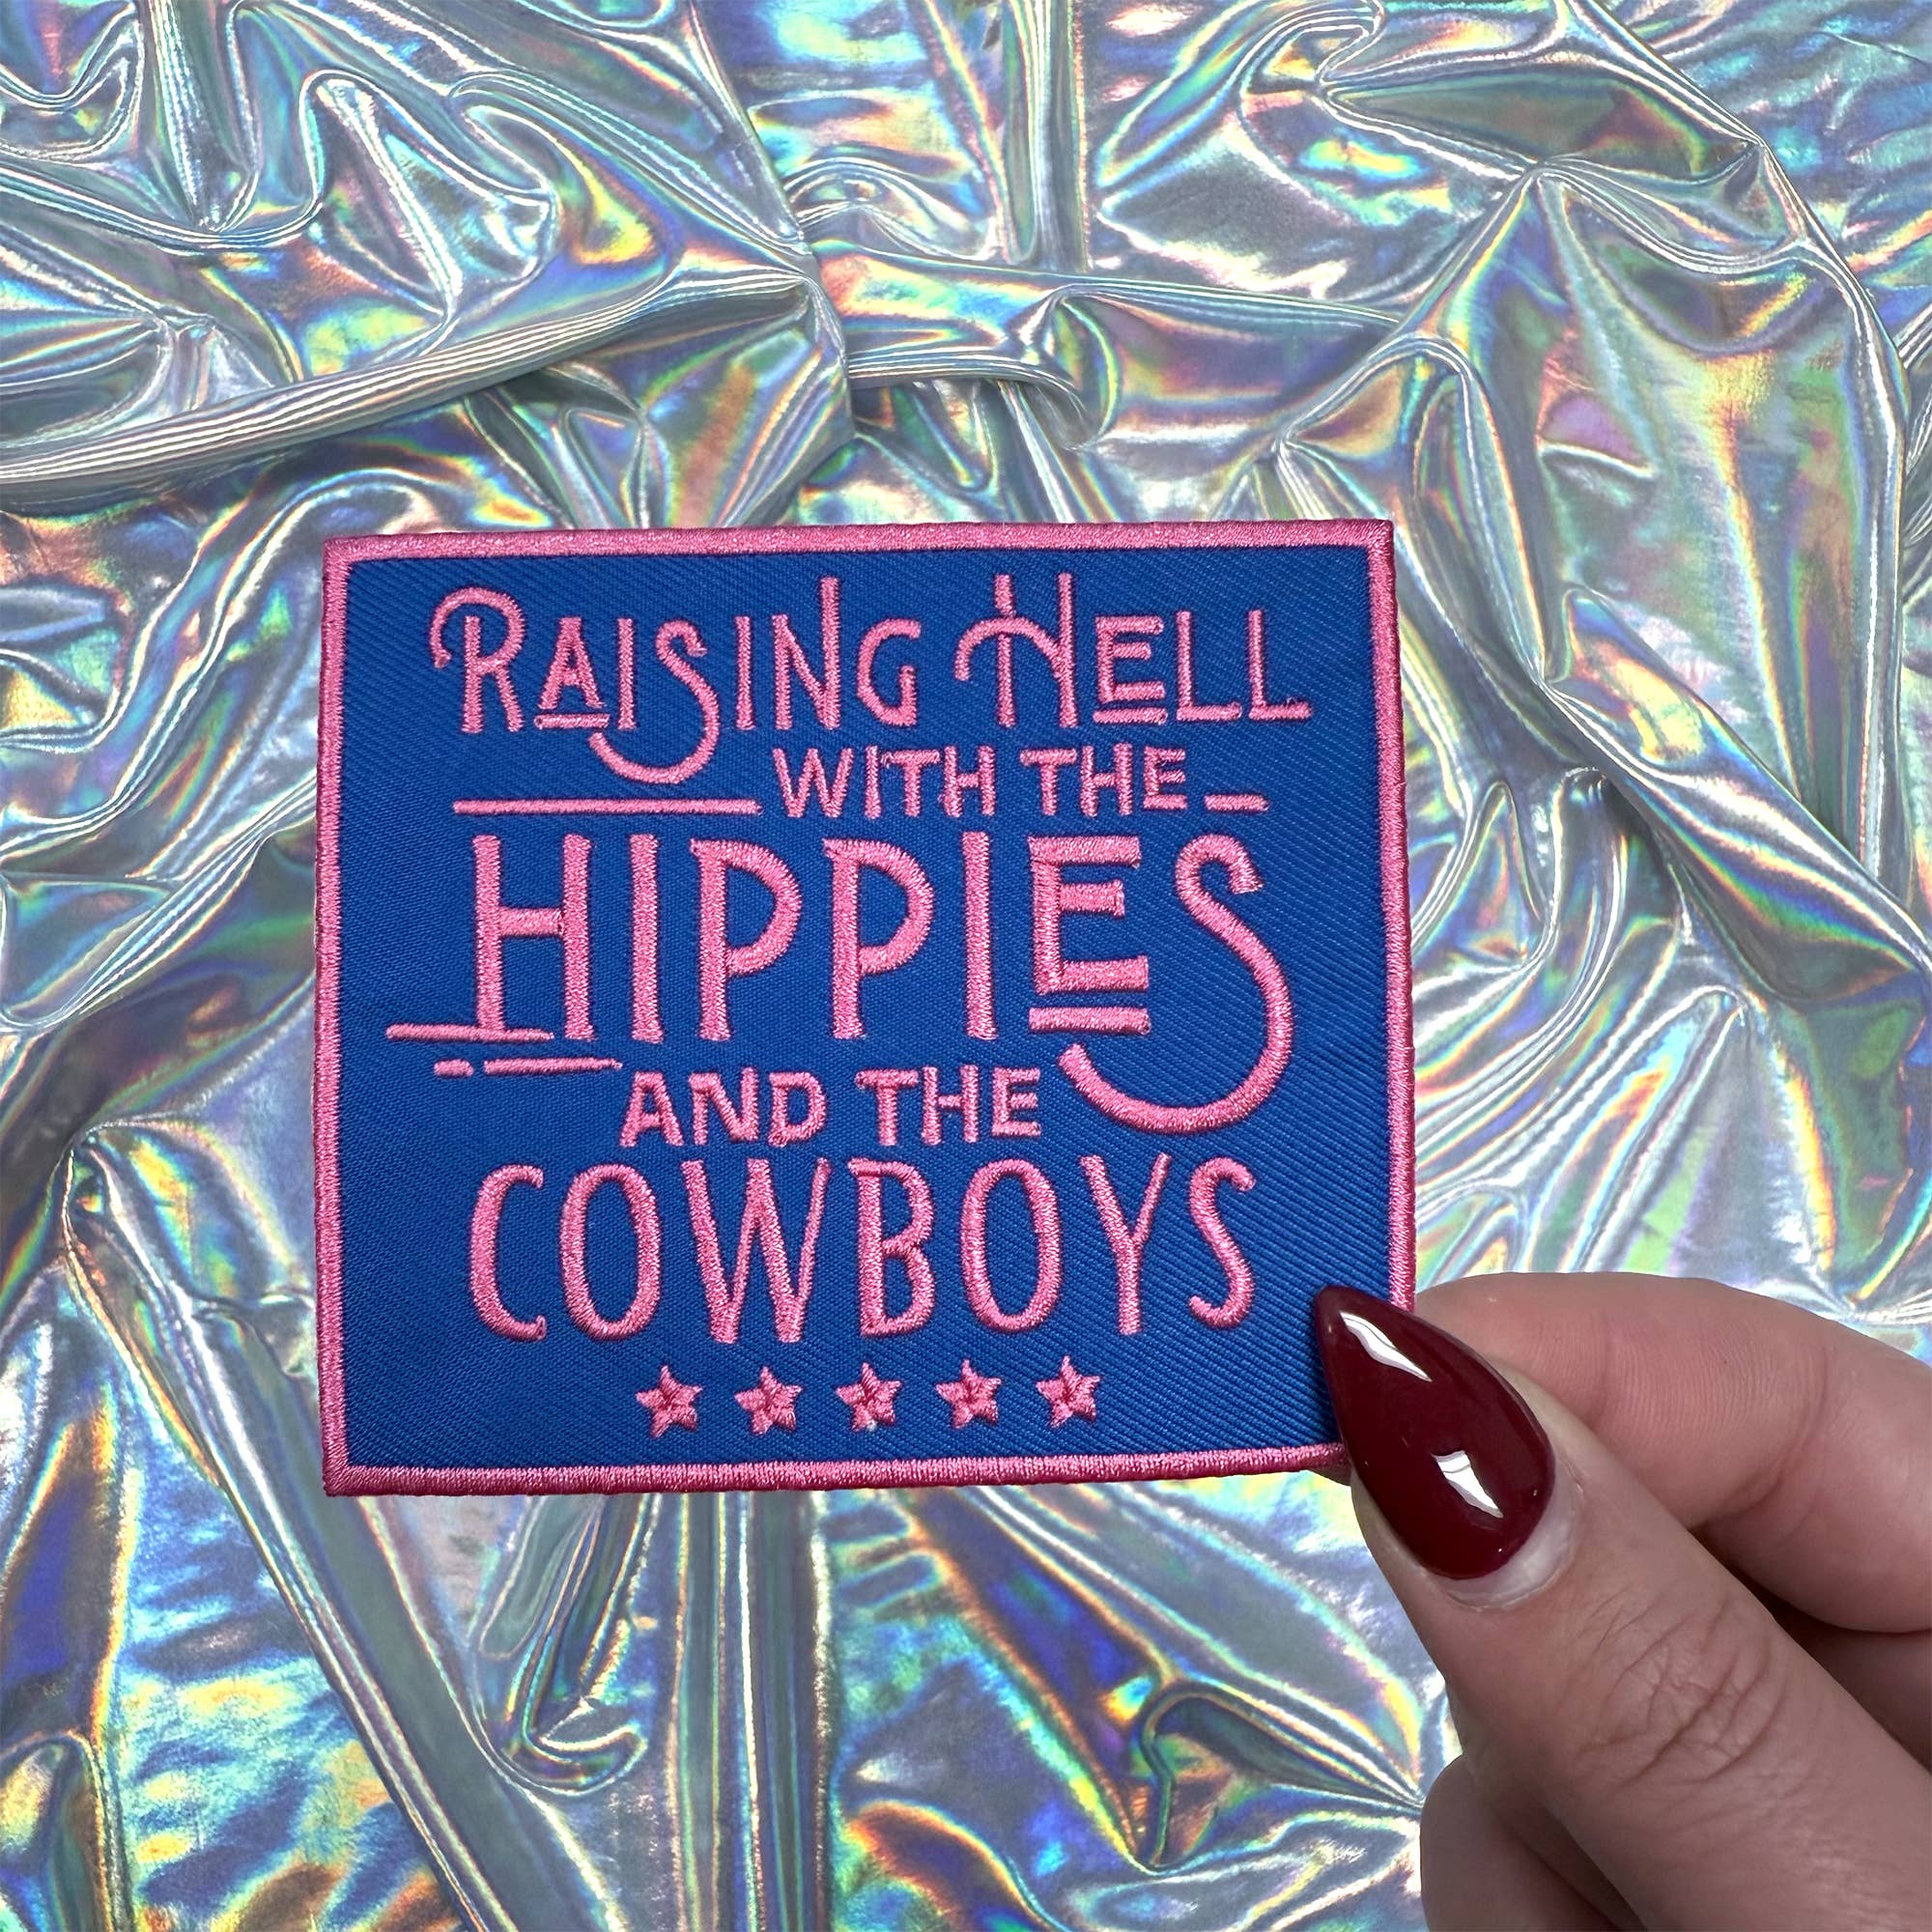 RAISING HELL
WITH THE
HIPPIES
AND THE
COWBOYS